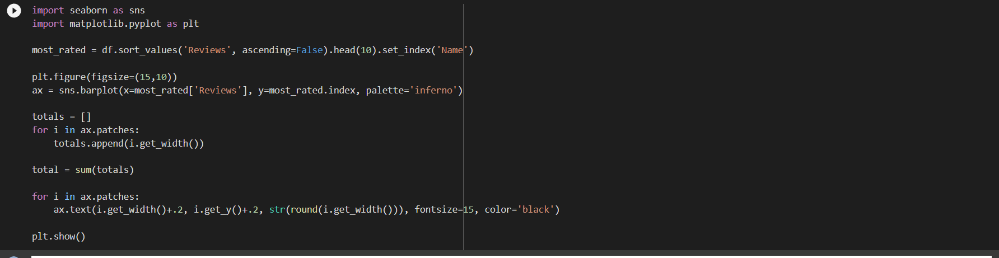 import seaborn as sns
import matplotlib.pyplot as plt
most_rated = df.sort_values('Reviews', ascending=False).head(10).set_index('Name')
plt.figure(figsize=(15,10))
ax = sns.barplot(x=most_rated['Reviews'], y=most_rated.index, palette='inferno')
totals = []
for i in ax.patches:
    totals.append(i.get_width())
total = sum(totals)
for i in ax.patches:
    ax.text(i.get_width()+.2, i.get_y()+.2, str(round(i.get_width())), fontsize=15, color='black')
plt.show()